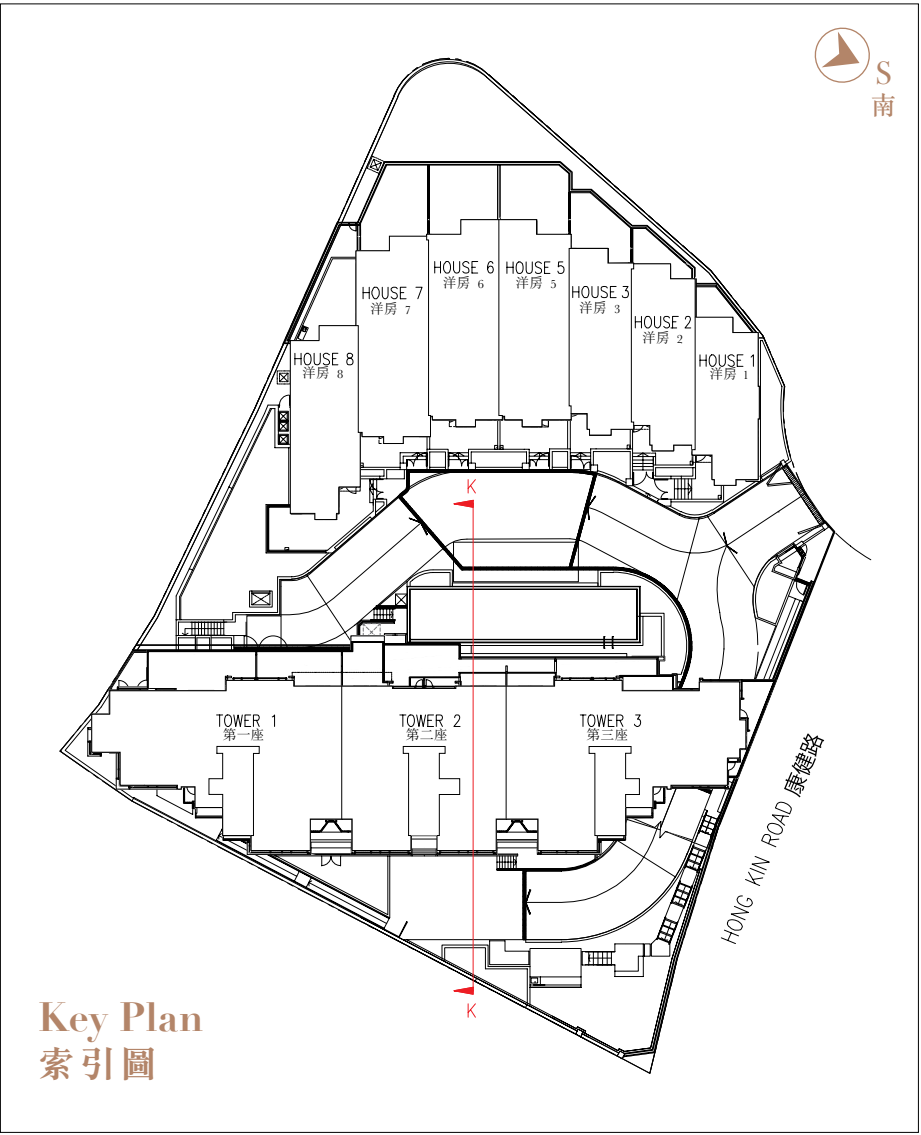 S
南
HOUSE 6
洋房 6
HOUSE 5
洋房 5
HOUSE 7
洋房 7
HOUSE 3
洋房 3
HOUSE 2
洋房 2
HOUSE 8
洋房 8
HOUSE 1
洋房 1
K
TOWER 1
第一座
TOWER 2
第二座
TOWER 3
第三座
HONG KIN ROAD 康健路
K
Key Plan
索引圖